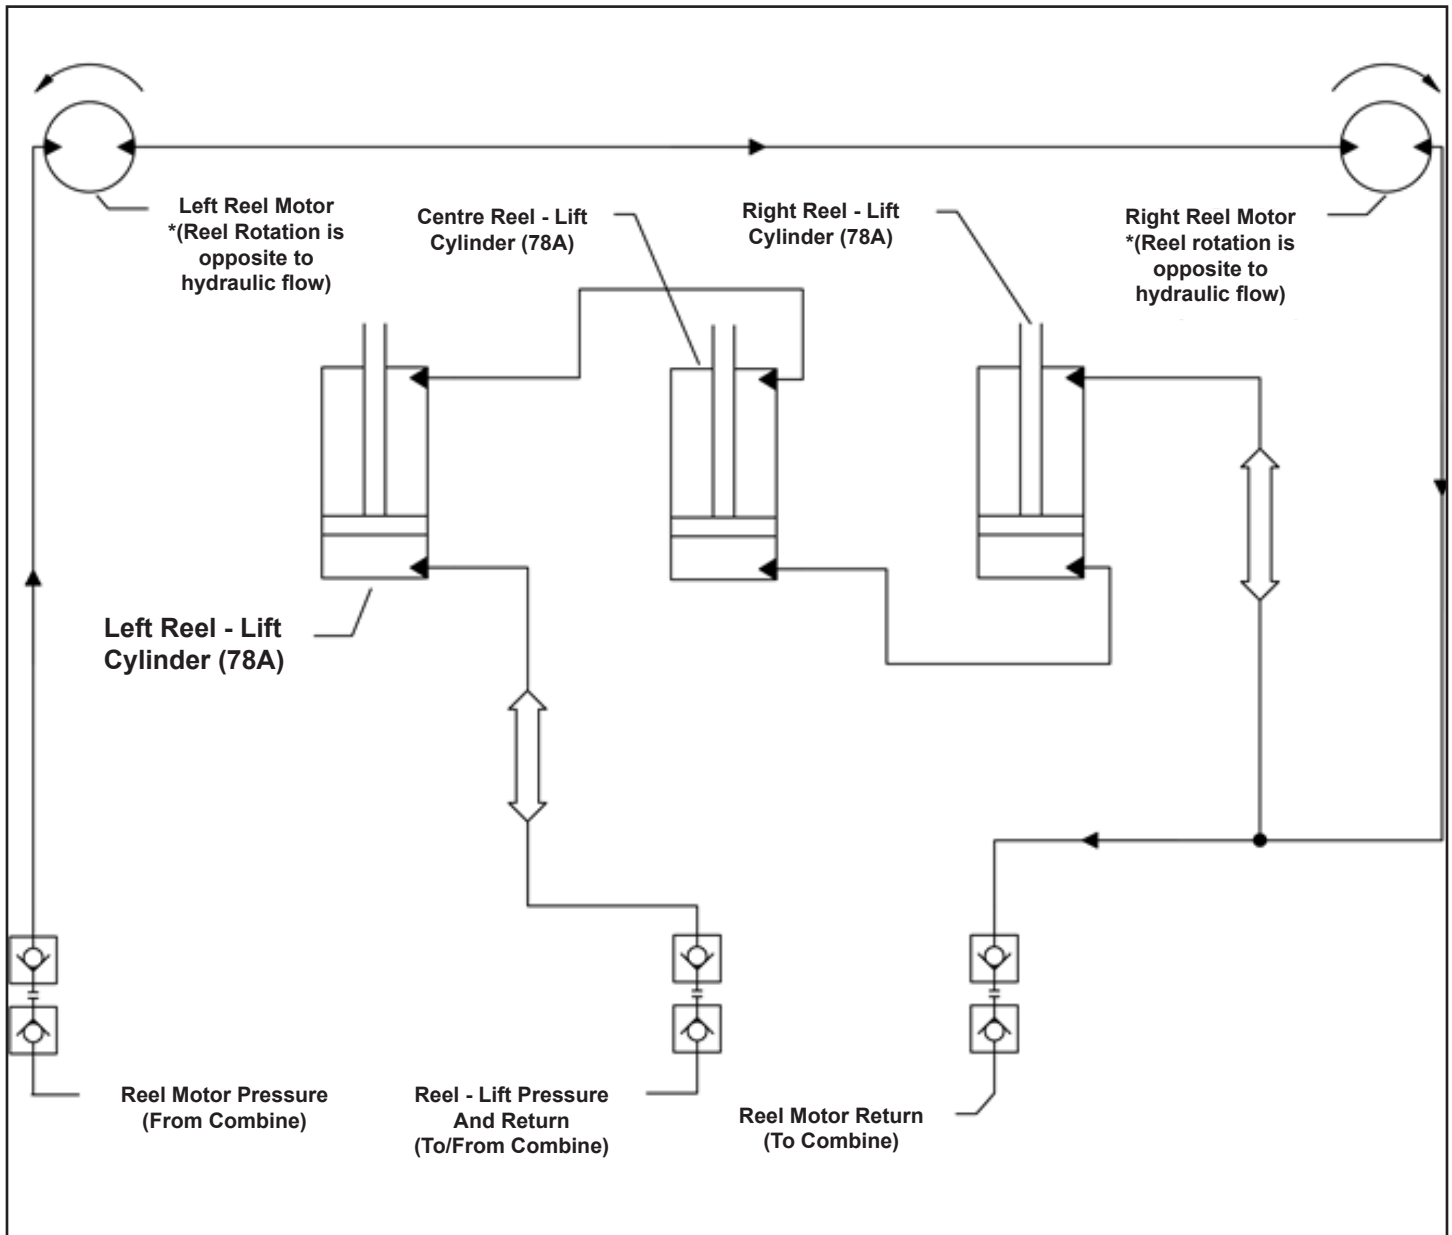 Left Reel Motor
*(Reel Rotation is
opposite to
hydraulic flow)
Centre Reel - Lift
Cylinder (78A)
Right Reel - Lift
Cylinder (78A)
Right Reel Motor
*(Reel rotation is
opposite to
hydraulic flow)
Left Reel - Lift
Cylinder (78A)
Reel Motor Pressure
(From Combine)
Reel - Lift Pressure
And Return
(To/From Combine)
Reel Motor Return
(To Combine)